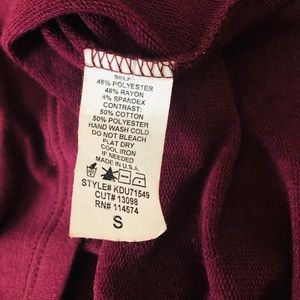 SELF:
48% POLYESTER
48% RAYON
4% SPANDEX
CONTRAST:
50% COTTON
50% POLYESTER
HAND WASH COLD
DO NOT BLEACH
FLAT DRY
COOL IRON
IF NEEDED
MADE IN U.S.A.
STYLE# KDU71549
CUT# 13098
RN# 114574
S